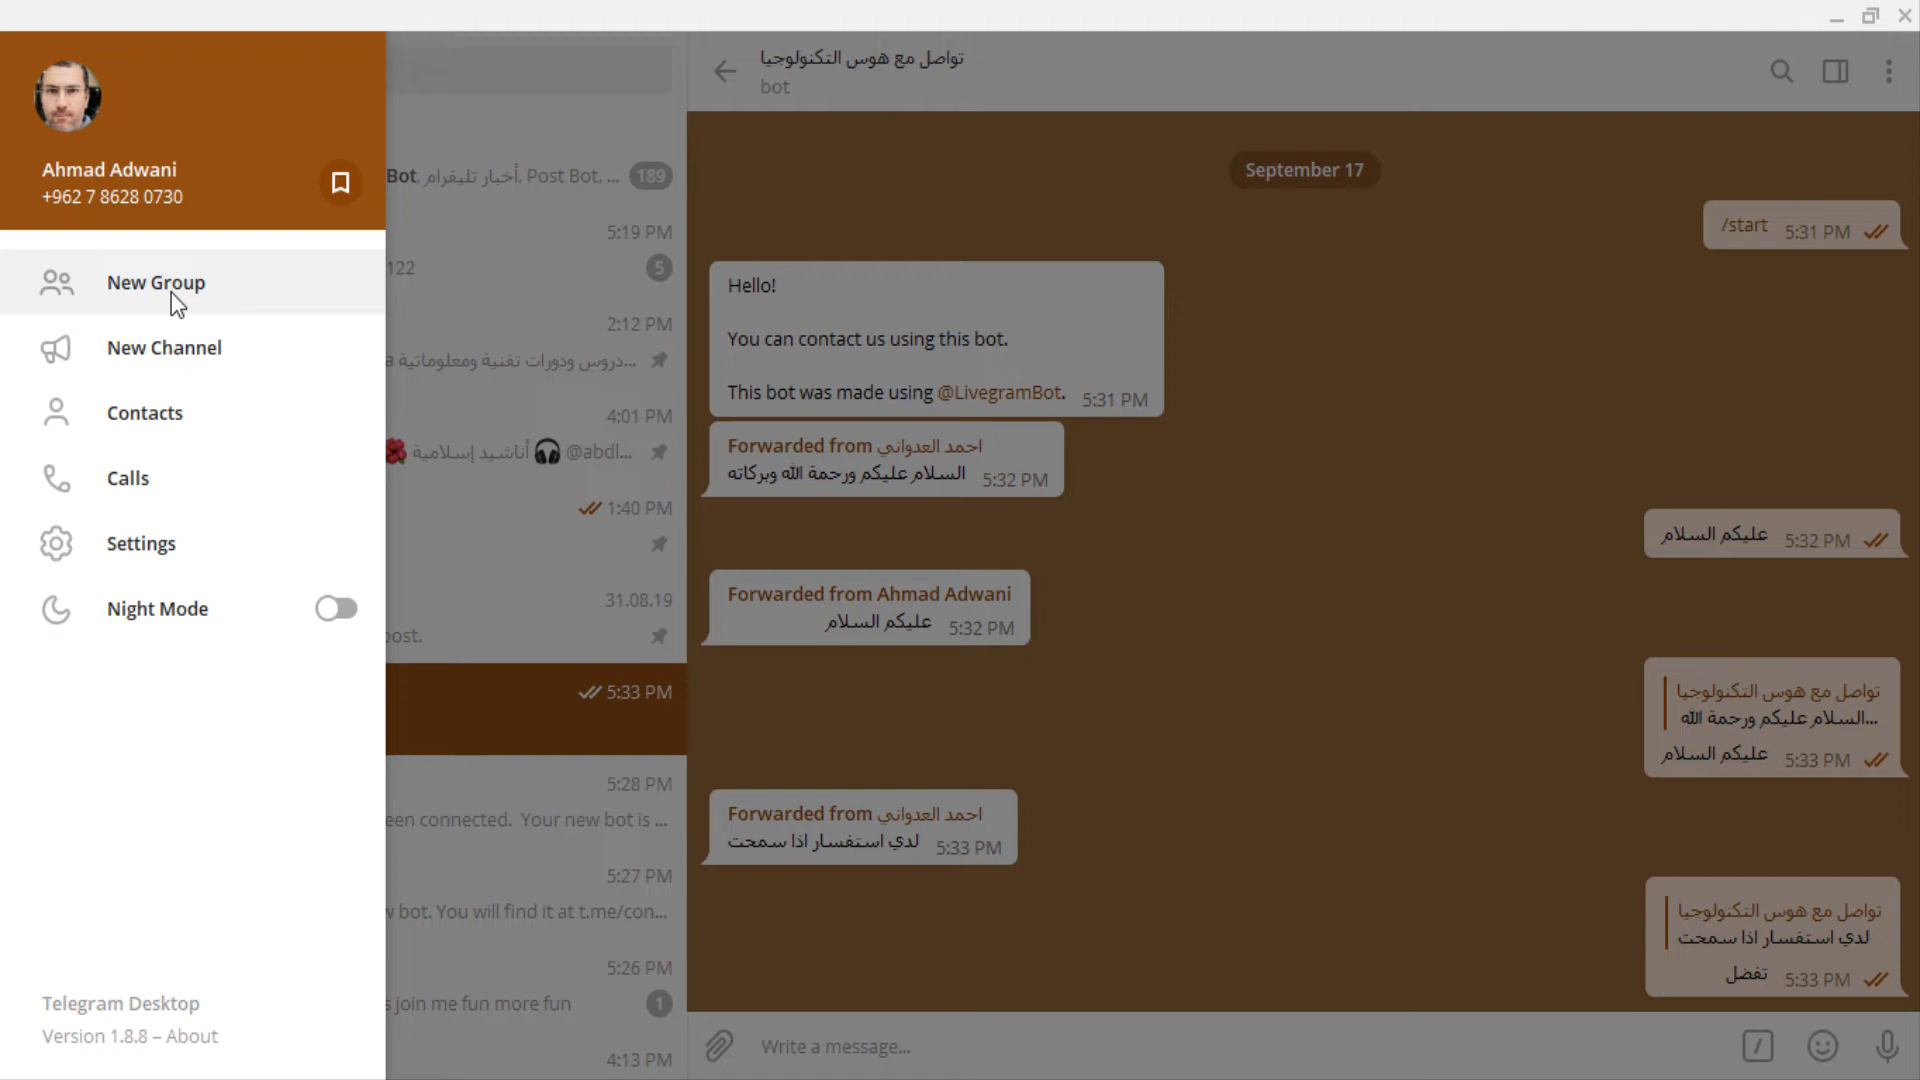 Ahmad Adwani
+962 7 8628 0730
New Group
New Channel
Contacts
Calls
Settings
Night Mode
Telegram Desktop
Version 1.8.8 – About
Bot, أخبار تليقرام, Post Bot, ... 189
5:19 PM
122 5
2:12 PM
دروس ودورات تقنية ومعلوماتية a...
4:01 PM
أناشيد إسلامية 🎧 @abdl...
1:40 PM
31.08.19
post.
5:33 PM
5:28 PM
een connected.  Your new bot is ...
5:27 PM
w bot. You will find it at t.me/con...
5:26 PM
s join me fun more fun 1
4:13 PM
تواصل مع هوس التكنولوجيا
bot
September 17
/start 5:31 PM
Hello!
You can contact us using this bot.
This bot was made using @LivegramBot. 5:31 PM
Forwarded from احمد العدواني
السلام عليكم ورحمة الله وبركاته 5:32 PM
عليكم السلام 5:32 PM
Forwarded from Ahmad Adwani
عليكم السلام 5:32 PM
تواصل مع هوس التكنولوجيا
السلام عليكم ورحمة الله...
عليكم السلام 5:33 PM
Forwarded from احمد العدواني
لدي استفسار اذا سمحت 5:33 PM
تواصل مع هوس التكنولوجيا
لدي استفسار اذا سمحت
تفضل 5:33 PM
Write a message...